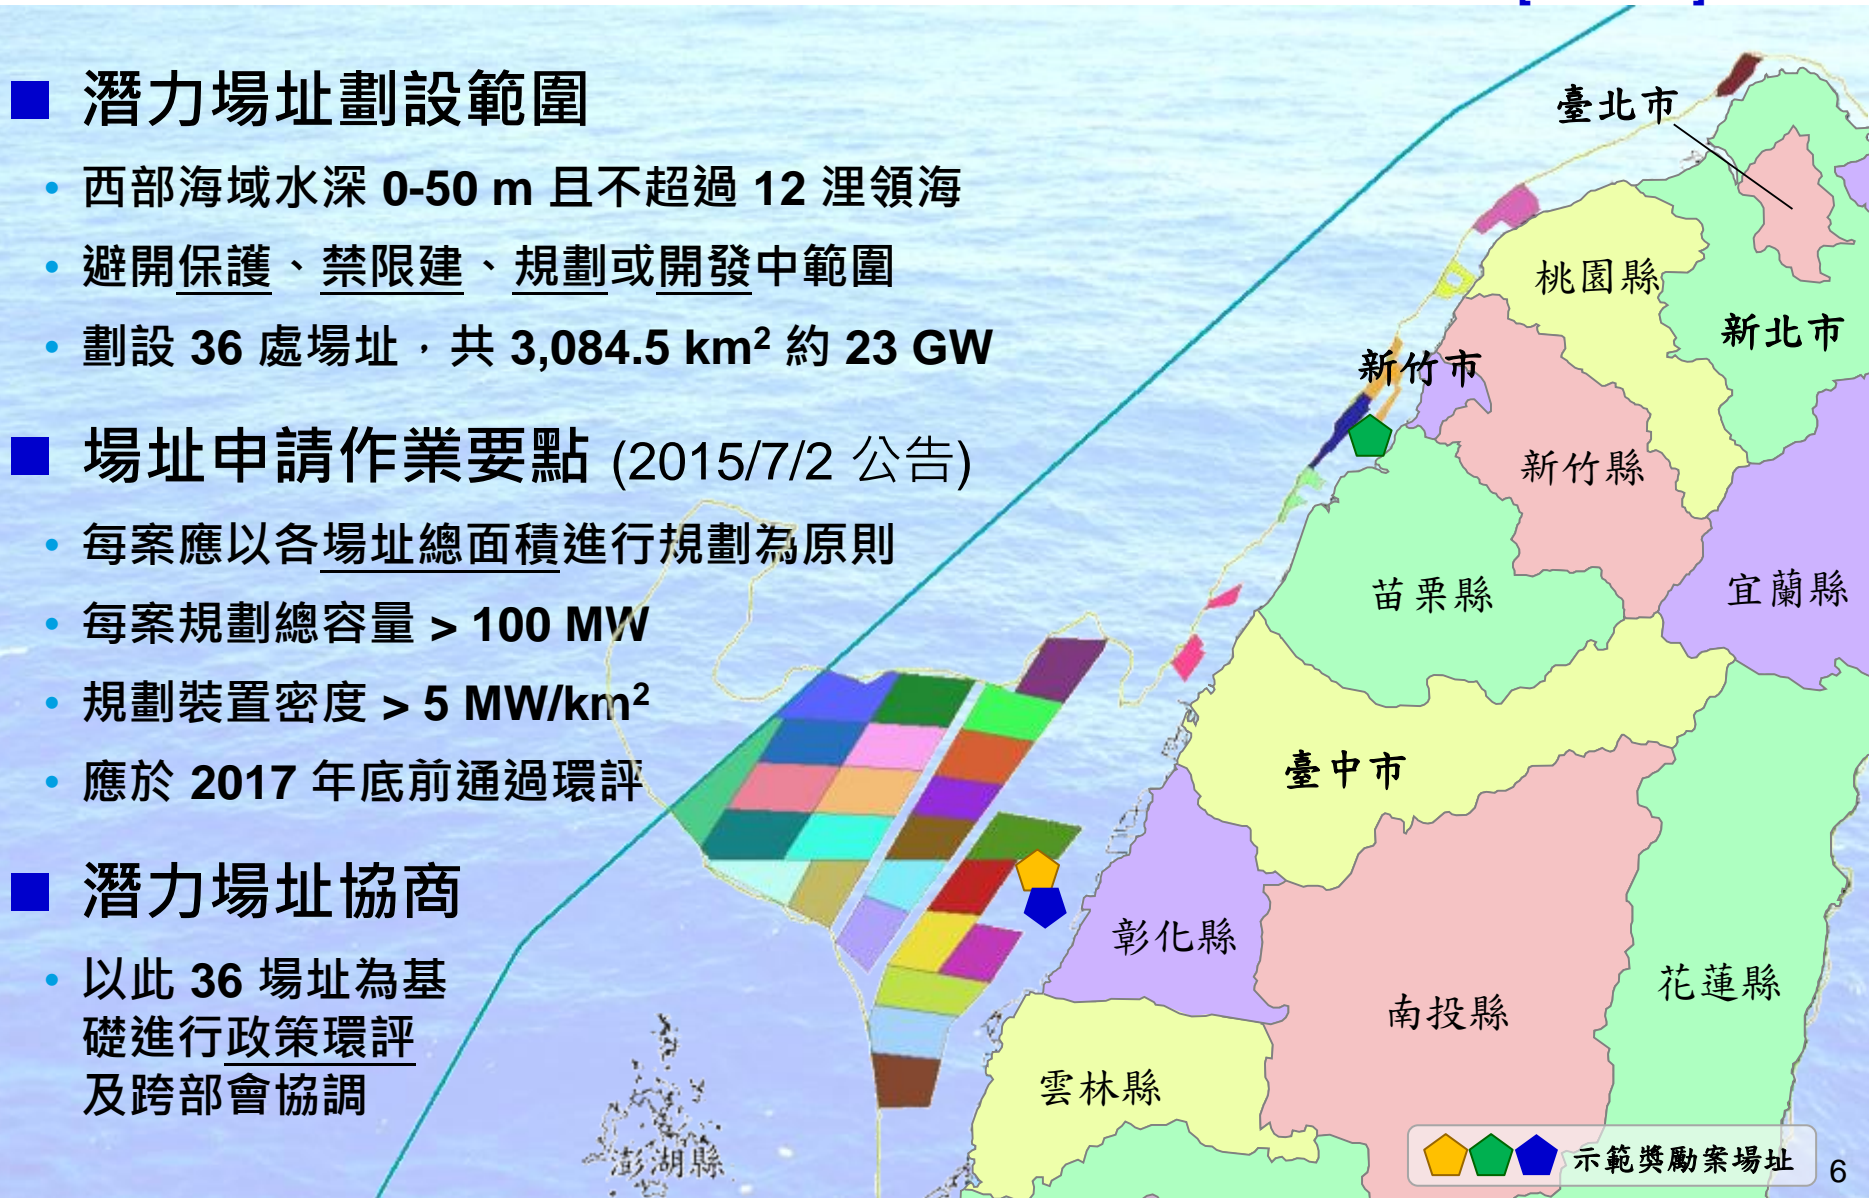 ■ 潛力場址劃設範圍
• 西部海域水深 0-50 m 且不超過 12 浬領海
• 避開保護、禁限建、規劃或開發中範圍
• 劃設 36 處場址，共 3,084.5 km² 約 23 GW
■ 場址申請作業要點 (2015/7/2 公告)
• 每案應以各場址總面積進行規劃為原則
• 每案規劃總容量 > 100 MW
• 規劃裝置密度 > 5 MW/km²
• 應於 2017 年底前通過環評
■ 潛力場址協商
• 以此 36 場址為基
礎進行政策環評
及跨部會協調
臺北市
桃園縣
新北市
新竹市
新竹縣
苗栗縣
宜蘭縣
臺中市
彰化縣
花蓮縣
南投縣
雲林縣
澎湖縣
示範獎勵案場址
6